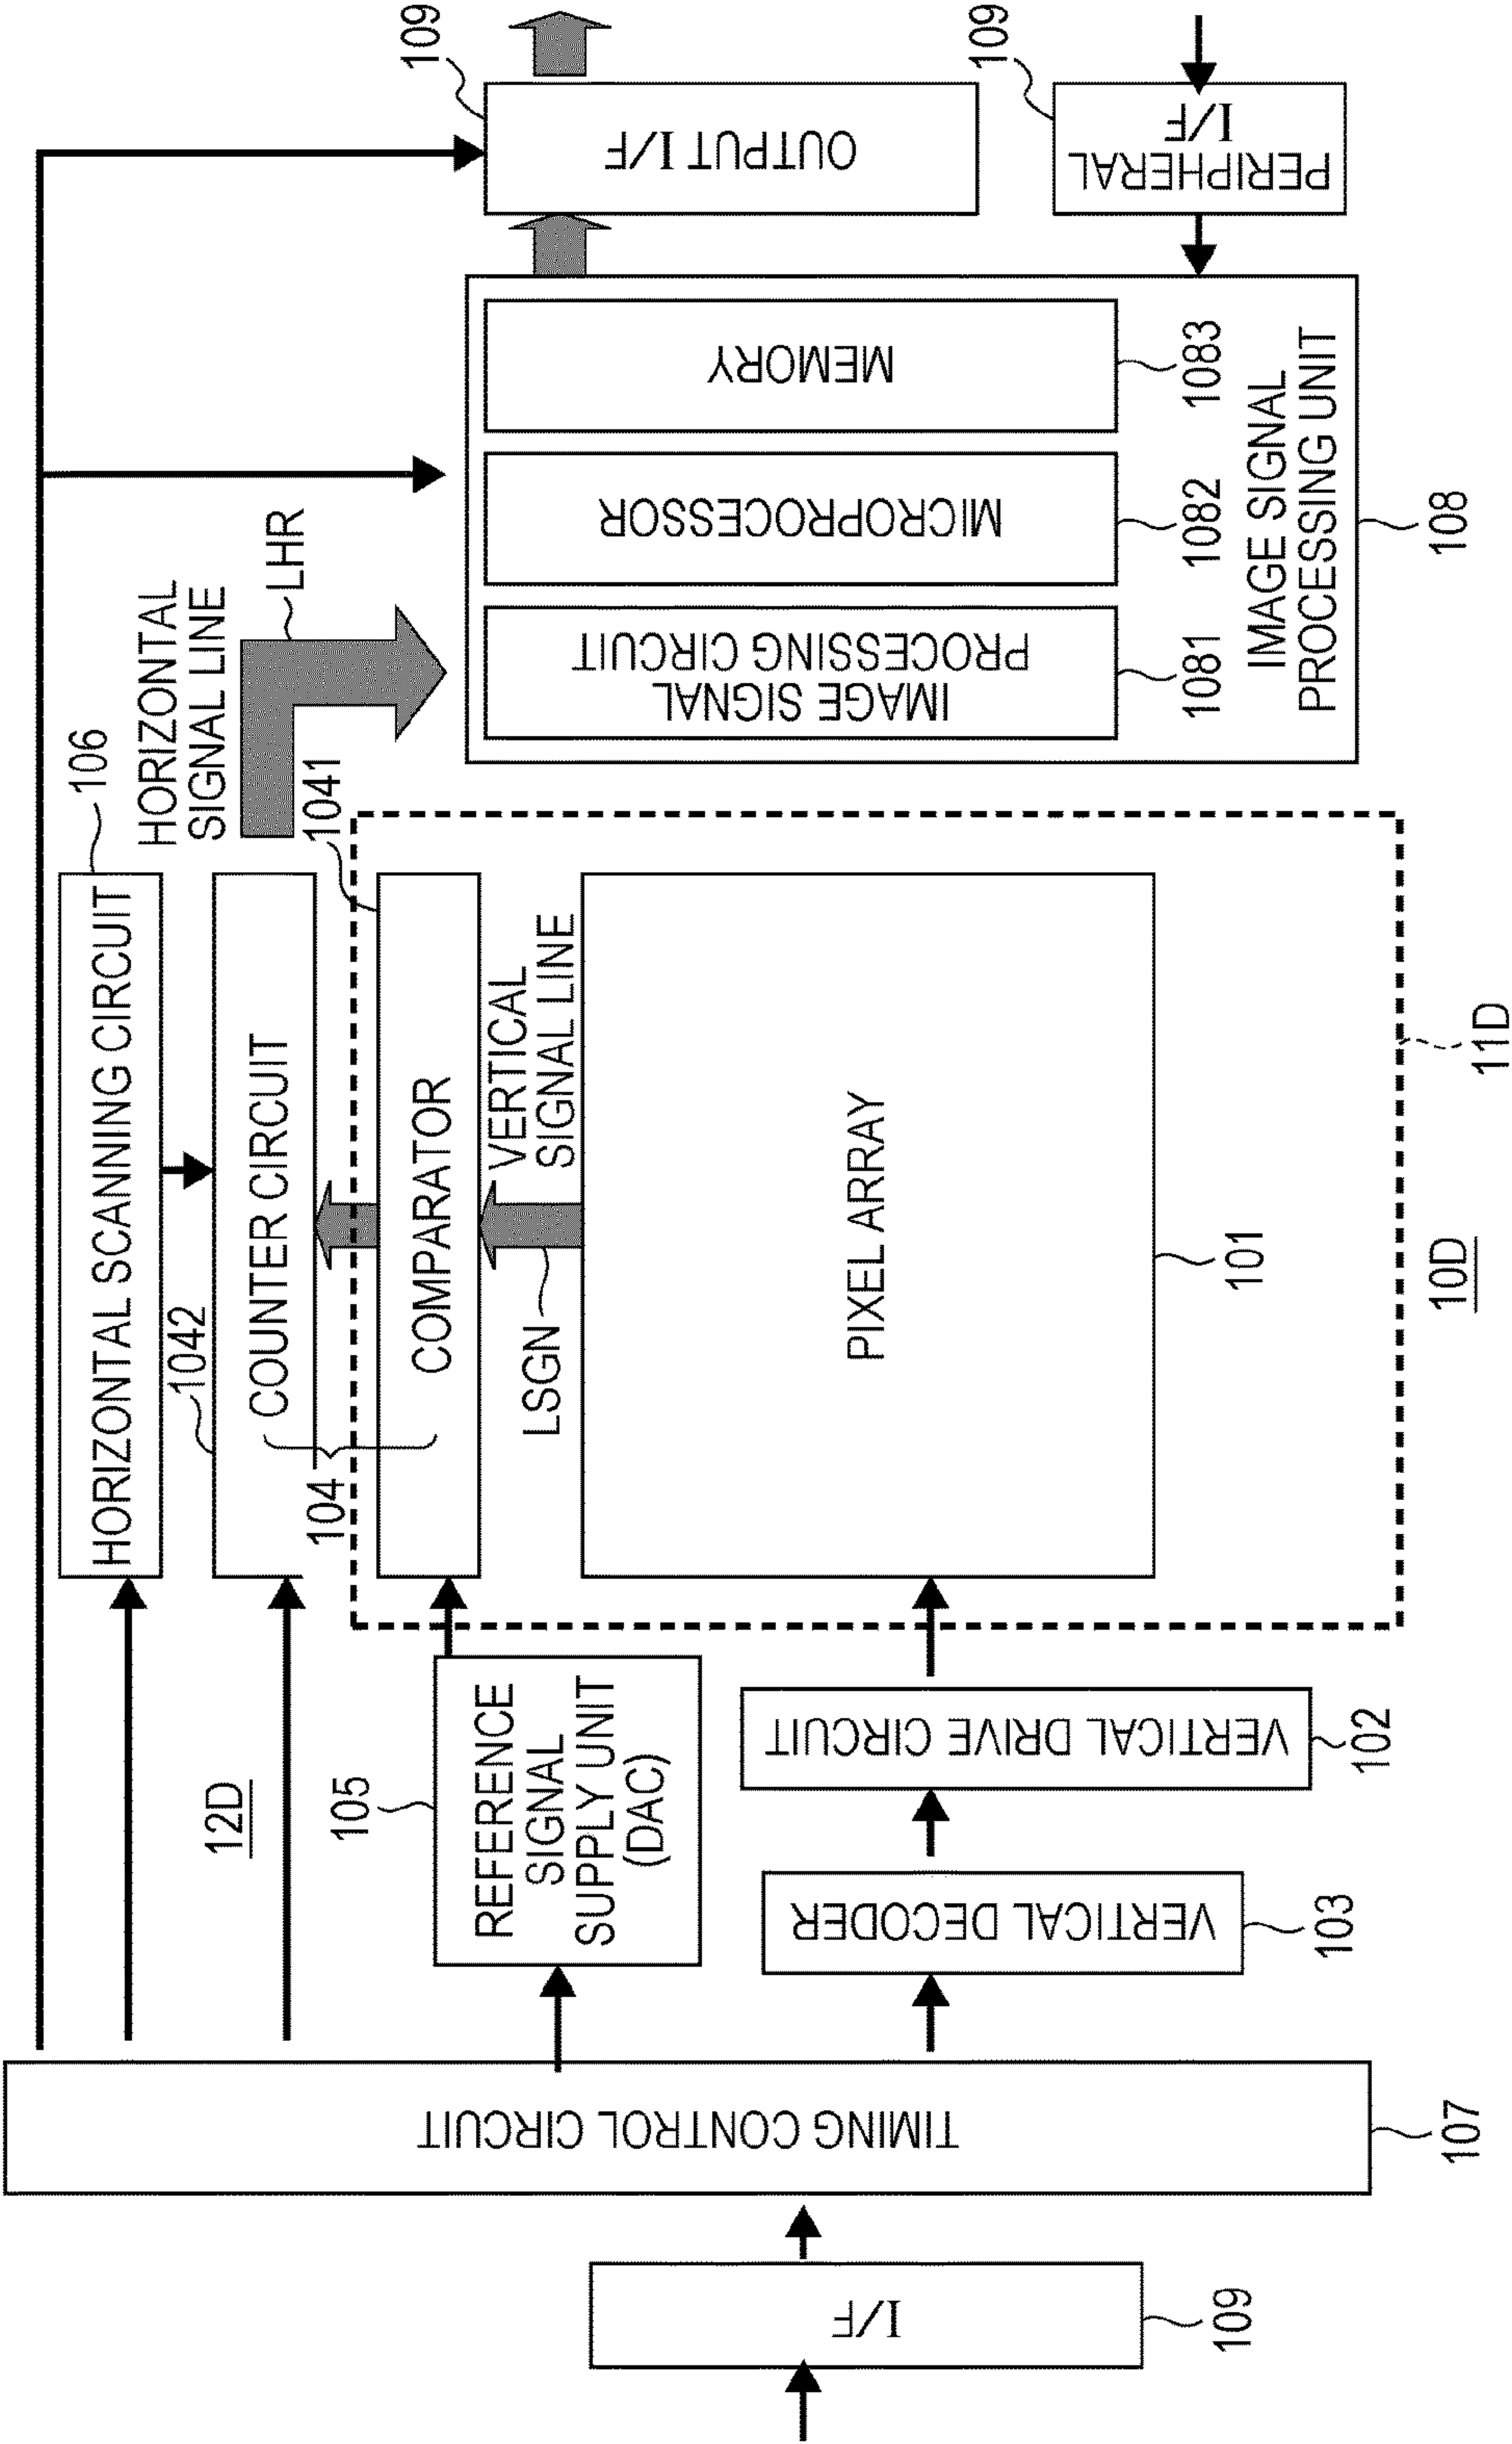 109
OUTPUT I/F
109
PERIPHERAL
I/F
MEMORY
1083
MICROPROCESSOR
1082
IMAGE SIGNAL
PROCESSING CIRCUIT
1081
IMAGE SIGNAL
PROCESSING UNIT
108
HORIZONTAL
SIGNAL LINE
LHR
106
HORIZONTAL SCANNING CIRCUIT
1041
1042
COUNTER CIRCUIT
COMPARATOR
104
VERTICAL
SIGNAL LINE
LSGN
PIXEL ARRAY
101
11D
10D
12D
105
REFERENCE
SIGNAL
SUPPLY UNIT
(DAC)
VERTICAL DRIVE CIRCUIT
102
VERTICAL DECODER
103
TIMING CONTROL CIRCUIT
107
I/F
109